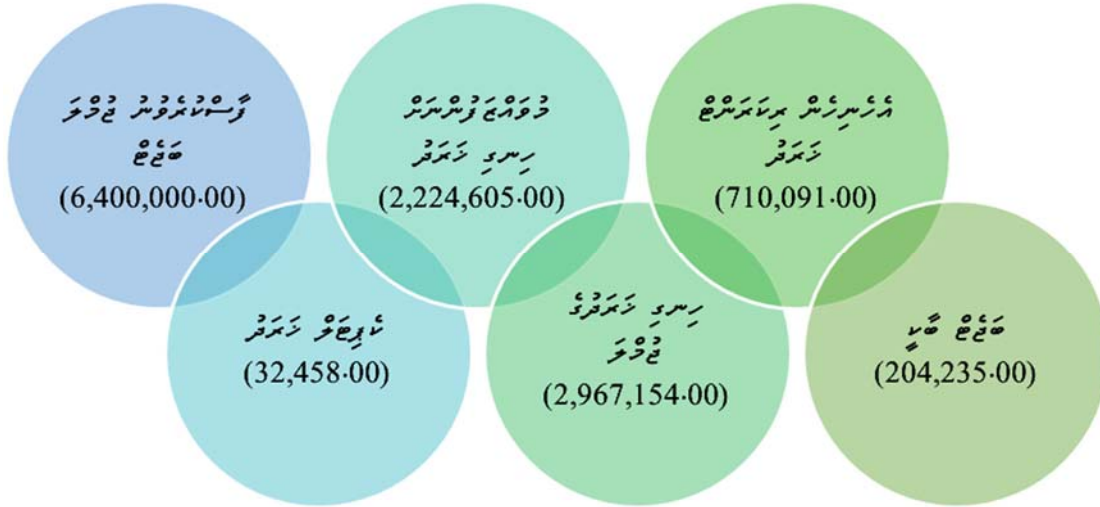 ފާސްކުރެވުނު ޖުމްލަ
ބަޖެޓް
(6,400,000.00)
މުވައްޒަފުންނަށް
ހިނގި ޚަރަދު
(2,224,605.00)
އެހެނިހެން ރިކަރަންޓް
ޚަރަދު
(710,091.00)
ކެޕިޓަލް ޚަރަދު
(32,458.00)
ހިނގި ޚަރަދުގެ
ޖުމްލަ
(2,967,154.00)
ބަޖެޓް ބާކީ
(204,235.00)